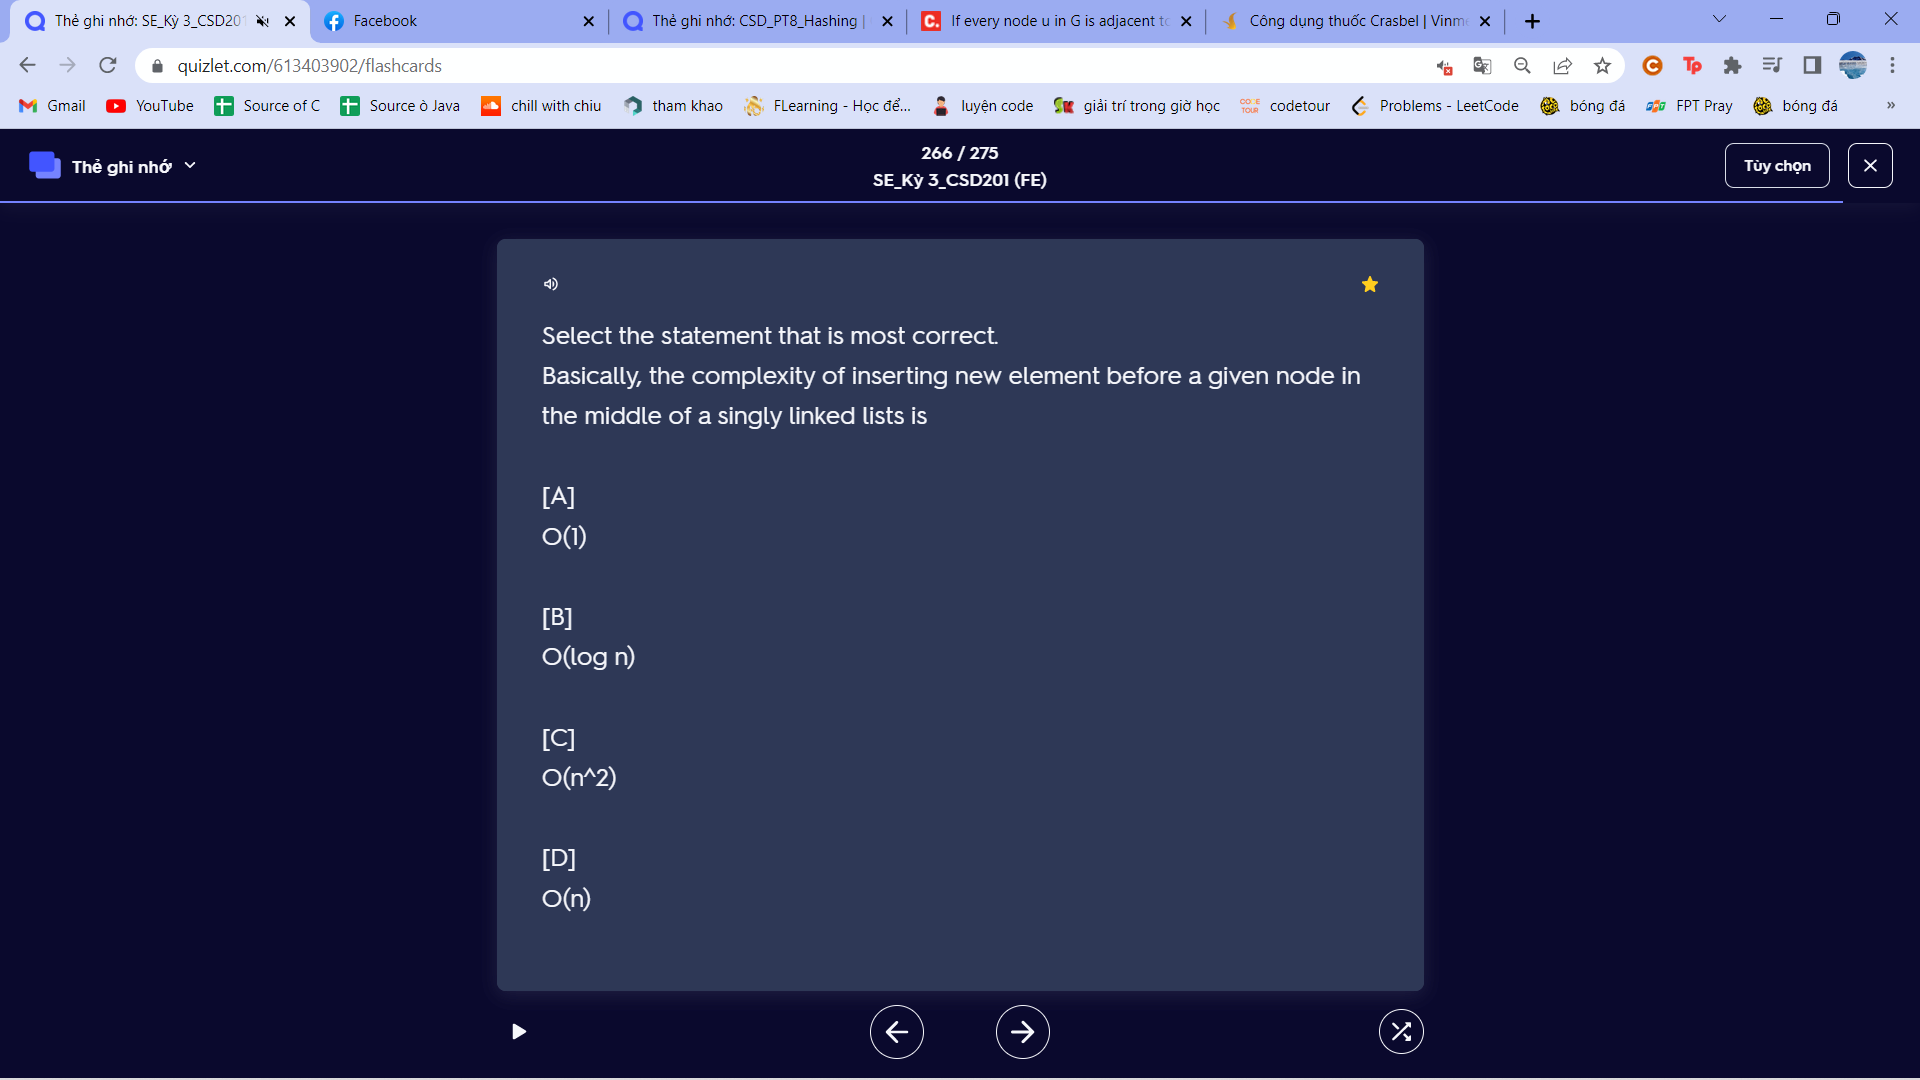 Thẻ ghi nhớ: SE_Kỳ 3_CSD201
Facebook
Thẻ ghi nhớ: CSD_PT8_Hashing |
If every node u in G is adjacent to
Công dụng thuốc Crasbel | Vinme
quizlet.com/613403902/flashcards
Gmail
YouTube
Source of C
Source ò Java
chill with chiu
tham khao
FLearning - Học để...
luyện code
giải trí trong giờ học
codetour
Problems - LeetCode
bóng đá
FPT Pray
bóng đá
»
Thẻ ghi nhớ
266 / 275
SE_Kỳ 3_CSD201 (FE)
Tùy chọn
Select the statement that is most correct.
Basically, the complexity of inserting new element before a given node in
the middle of a singly linked lists is
[A]
O(1)
[B]
O(log n)
[C]
O(n^2)
[D]
O(n)